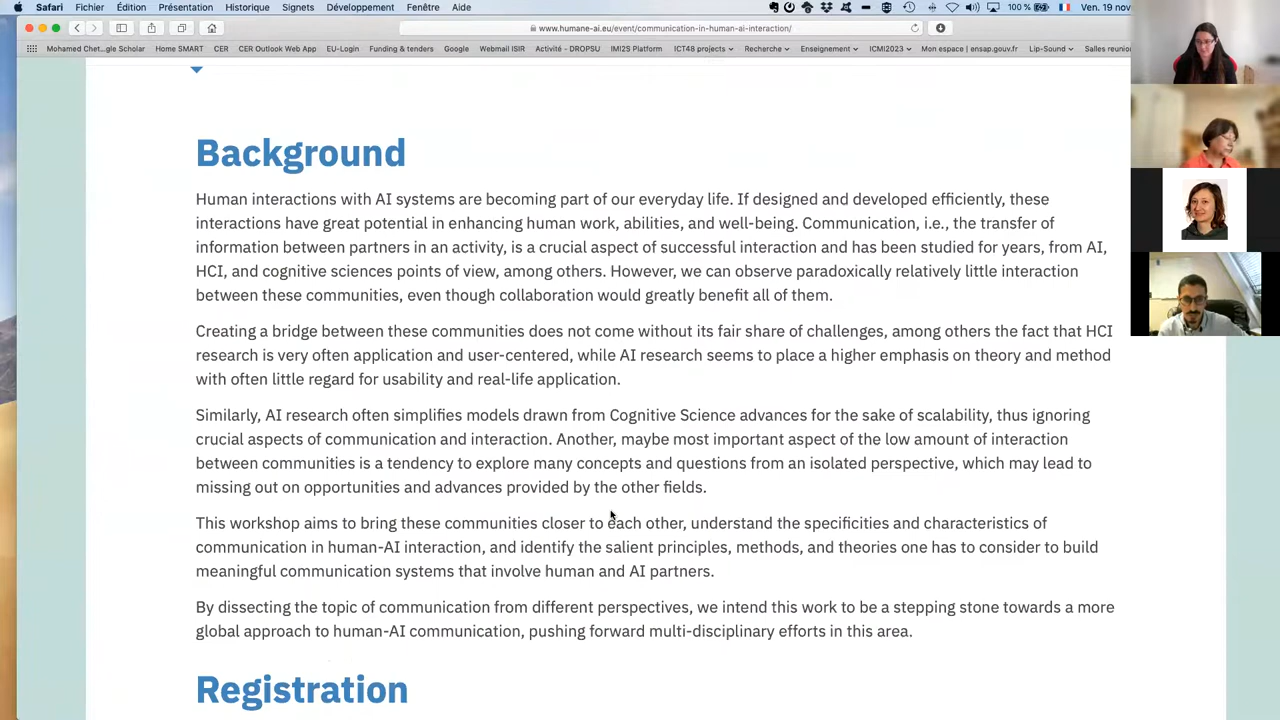 Safari Fichier Édition Présentation Historique Signets Développement Fenêtre Aide 100 % Ven. 19 nov
www.humane-ai.eu/event/communication-in-human-ai-interaction/
Mohamed Chet...gle Scholar Home SMART CER CER Outlook Web App EU-Login Funding & tenders Google Webmail ISIR Activité - DROPSU IMI2S Platform ICT48 projects Recherche Enseignement ICMI2023 Mon espace | ensap.gouv.fr Lip-Sound Salles reunion
Background
Human interactions with AI systems are becoming part of our everyday life. If designed and developed efficiently, these
interactions have great potential in enhancing human work, abilities, and well-being. Communication, i.e., the transfer of
information between partners in an activity, is a crucial aspect of successful interaction and has been studied for years, from AI,
HCI, and cognitive sciences points of view, among others. However, we can observe paradoxically relatively little interaction
between these communities, even though collaboration would greatly benefit all of them.
Creating a bridge between these communities does not come without its fair share of challenges, among others the fact that HCI
research is very often application and user-centered, while AI research seems to place a higher emphasis on theory and method
with often little regard for usability and real-life application.
Similarly, AI research often simplifies models drawn from Cognitive Science advances for the sake of scalability, thus ignoring
crucial aspects of communication and interaction. Another, maybe most important aspect of the low amount of interaction
between communities is a tendency to explore many concepts and questions from an isolated perspective, which may lead to
missing out on opportunities and advances provided by the other fields.
This workshop aims to bring these communities closer to each other, understand the specificities and characteristics of
communication in human-AI interaction, and identify the salient principles, methods, and theories one has to consider to build
meaningful communication systems that involve human and AI partners.
By dissecting the topic of communication from different perspectives, we intend this work to be a stepping stone towards a more
global approach to human-AI communication, pushing forward multi-disciplinary efforts in this area.
Registration